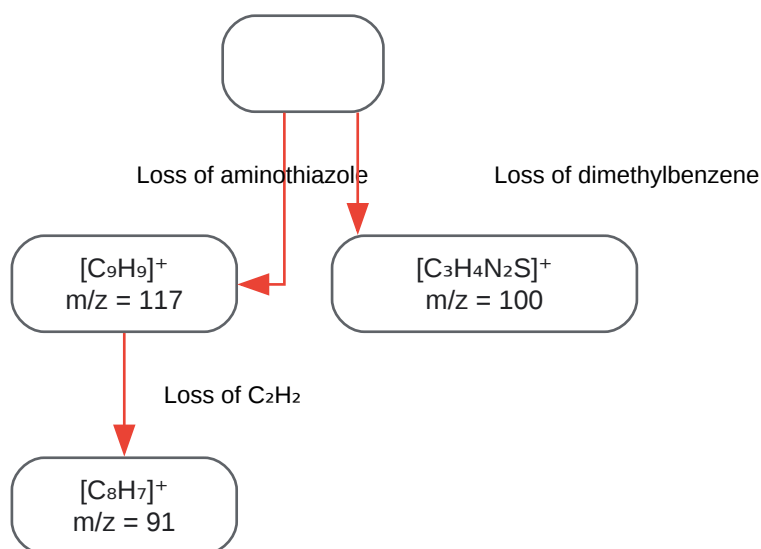 Loss of aminothiazole
Loss of dimethylbenzene
[C₉H₉]⁺
m/z = 117
[C₃H₄N₂S]⁺
m/z = 100
Loss of C₂H₂
[C₈H₇]⁺
m/z = 91